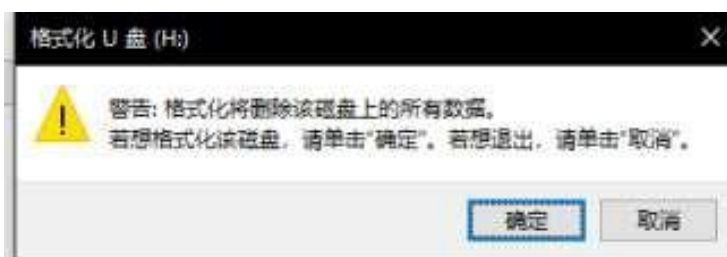 格式化 U 盘 (H:)
警告: 格式化将删除该磁盘上的所有数据。
若想格式化该磁盘，请单击"确定"。若想退出，请单击"取消"。
确定
取消